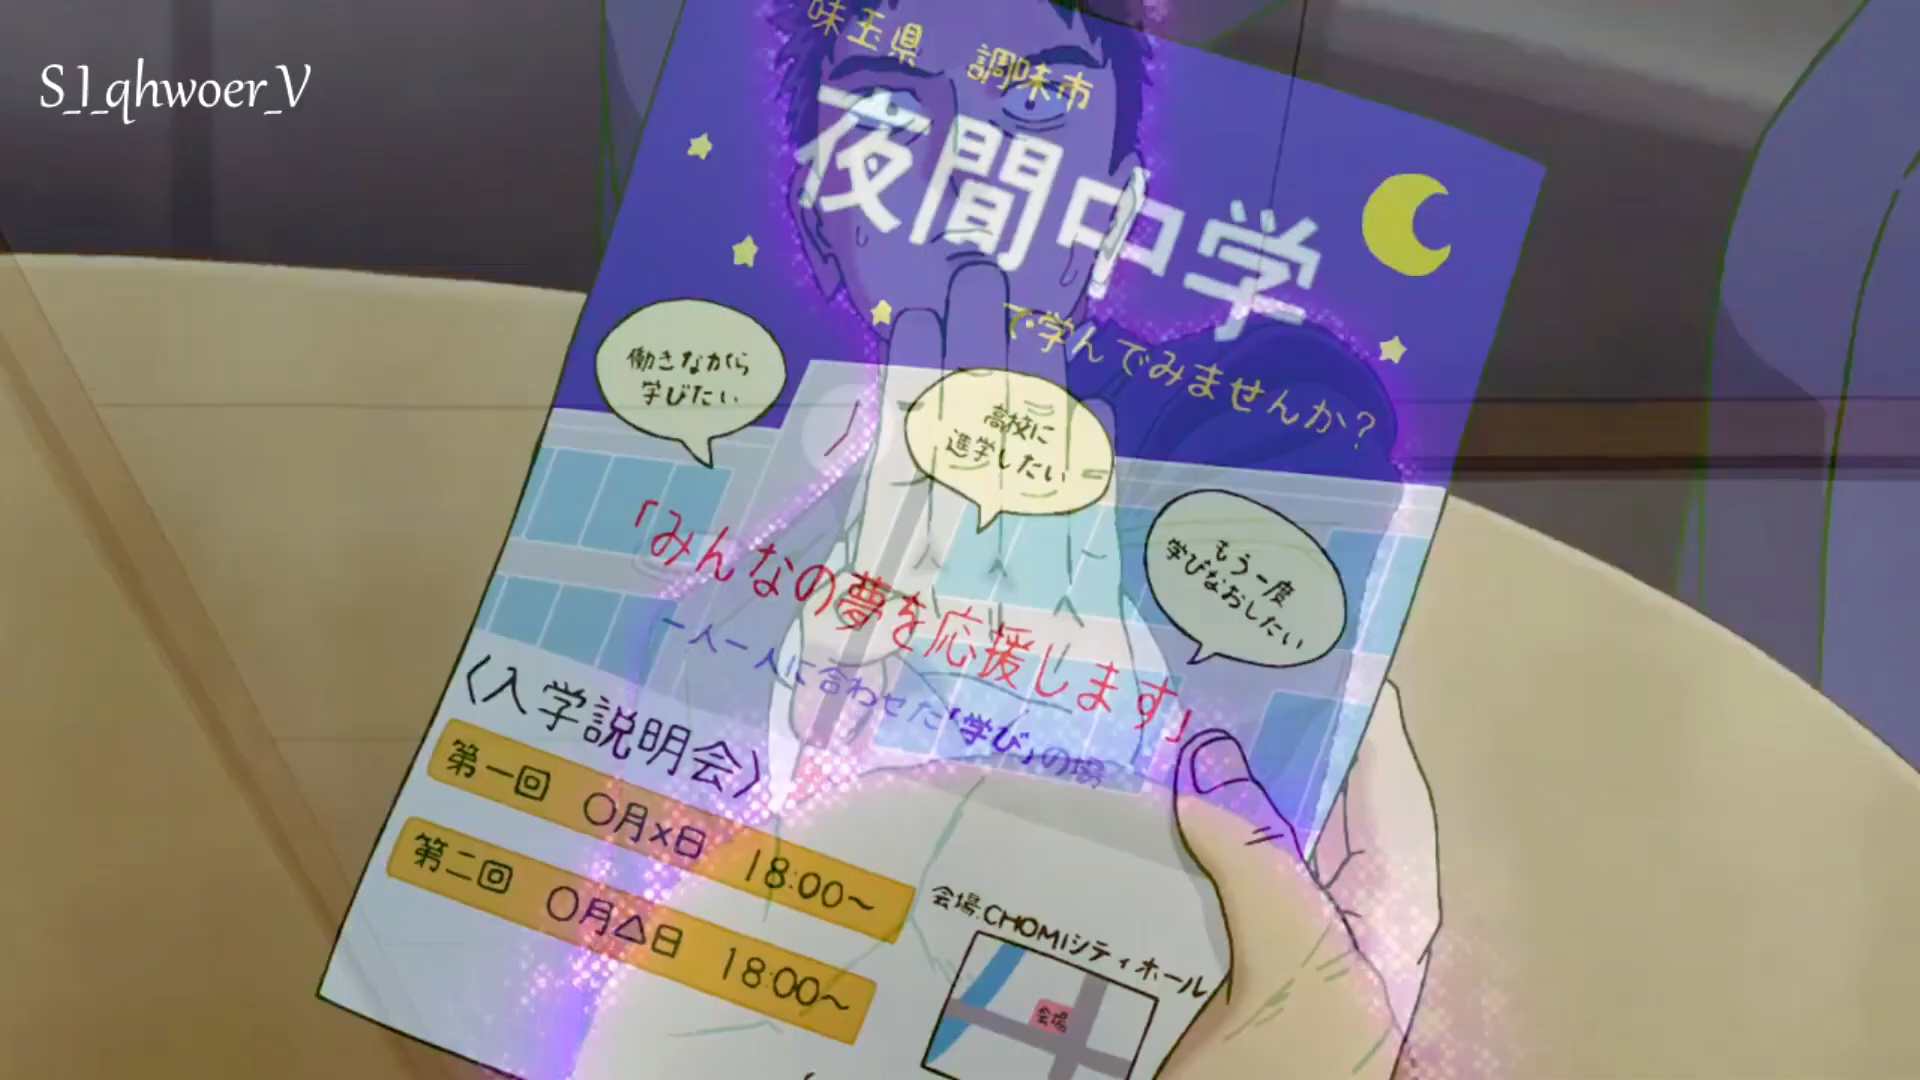 S_1_qhwoer_V
味玉県 調味市
夜間中学
で学んでみませんか?
働きながら
学びたい
高校に
進学したい
もう一度
学びなおしたい
「みんなの夢を応援します」
一人一人に合わせた「学び」の場
〈入学説明会〉
第一回 〇月×日 18:00~
第二回 〇月△日 18:00~
会場:CHOMIシティホール
会場